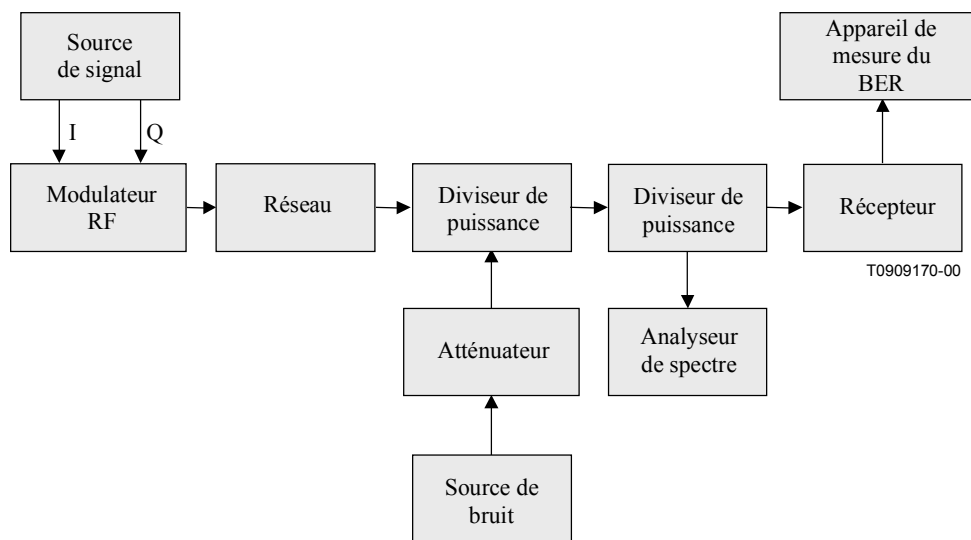 Source
de signal
Appareil de
mesure du
BER
I
Q
Modulateur
RF
Réseau
Diviseur de
puissance
Diviseur de
puissance
Récepteur
T0909170-00
Atténuateur
Analyseur
de spectre
Source de
bruit